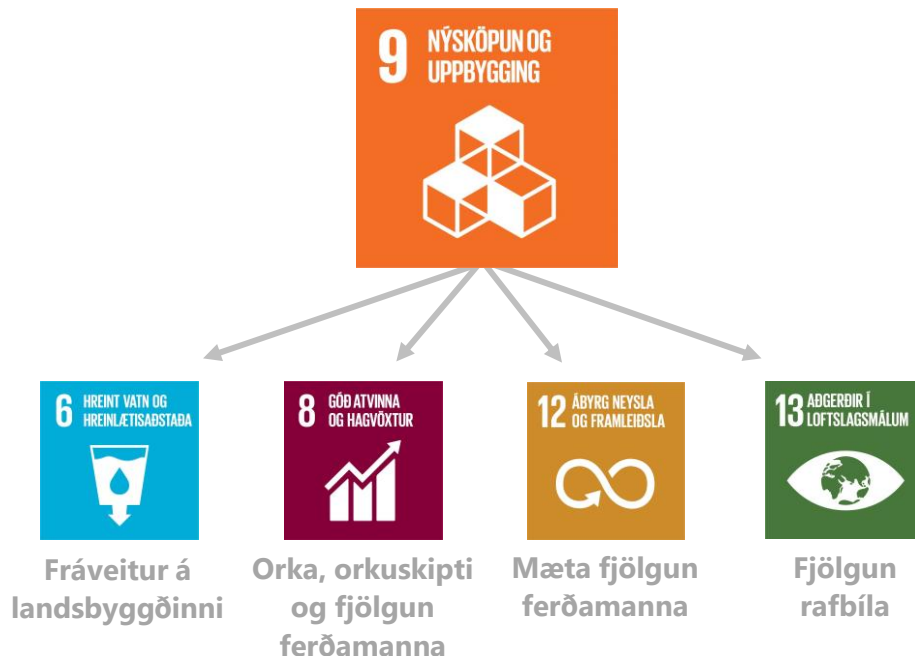 9 NÝSKÖPUN OG
UPPBYGGING
6 HREINT VATN OG
HREINLÆTISAÐSTAÐA
8 GÓÐ ATVINNA
OG HAGVÖXTUR
12 ÁBYRG NEYSLA
OG FRAMLEIÐSLA
13 AÐGERÐIR Í
LOFTSLAGSMÁLUM
Fráveitur á
landsbyggðinni
Orka, orkuskipti
og fjölgun
ferðamanna
Mæta fjölgun
ferðamanna
Fjölgun
rafbíla